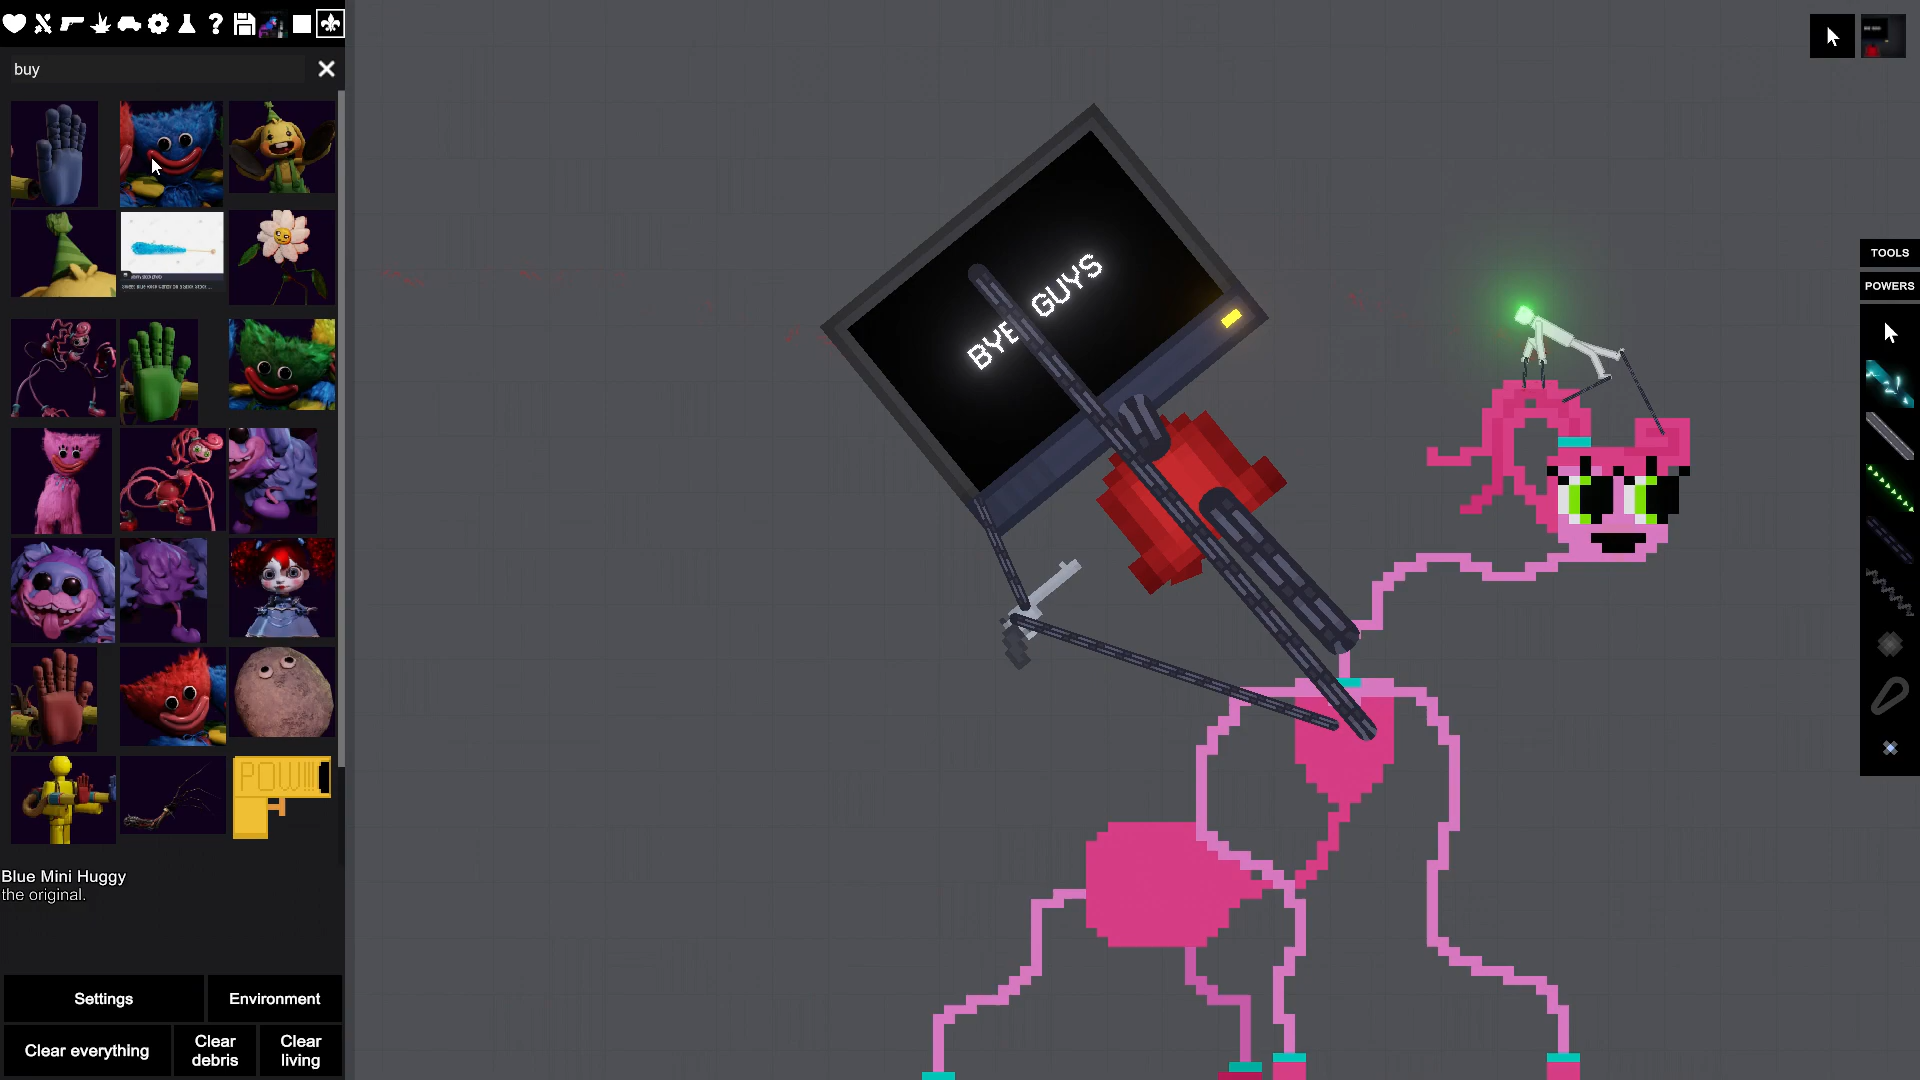 buy
BYE GUYS
TOOLS
POWERS
POW!!!
Blue Mini Huggy
the original.
Settings
Environment
Clear everything
Clear
debris
Clear
living